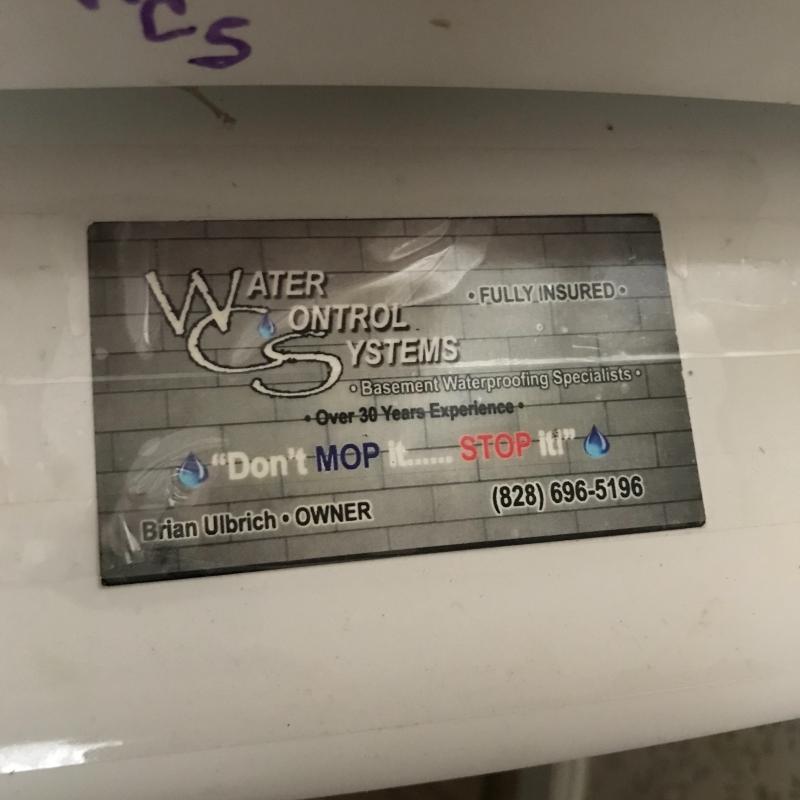 CS
WATER
CONTROL
SYSTEMS
• FULLY INSURED •
• Basement Waterproofing Specialists •
• Over 30 Years Experience •
"Don't MOP it...... STOP it!"
Brian Ulbrich • OWNER
(828) 696-5196